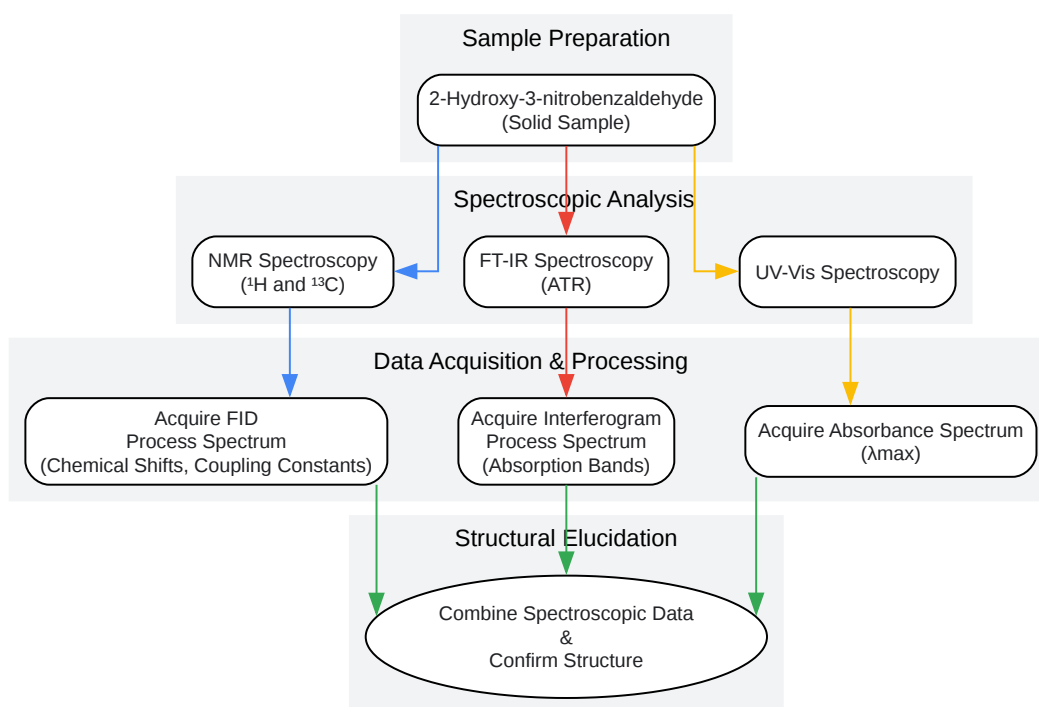 Sample Preparation
2-Hydroxy-3-nitrobenzaldehyde
(Solid Sample)
Spectroscopic Analysis
NMR Spectroscopy
(¹H and ¹³C)
FT-IR Spectroscopy
(ATR)
UV-Vis Spectroscopy
Data Acquisition & Processing
Acquire FID
Process Spectrum
(Chemical Shifts, Coupling Constants)
Acquire Interferogram
Process Spectrum
(Absorption Bands)
Acquire Absorbance Spectrum
(λmax)
Structural Elucidation
Combine Spectroscopic Data
&
Confirm Structure